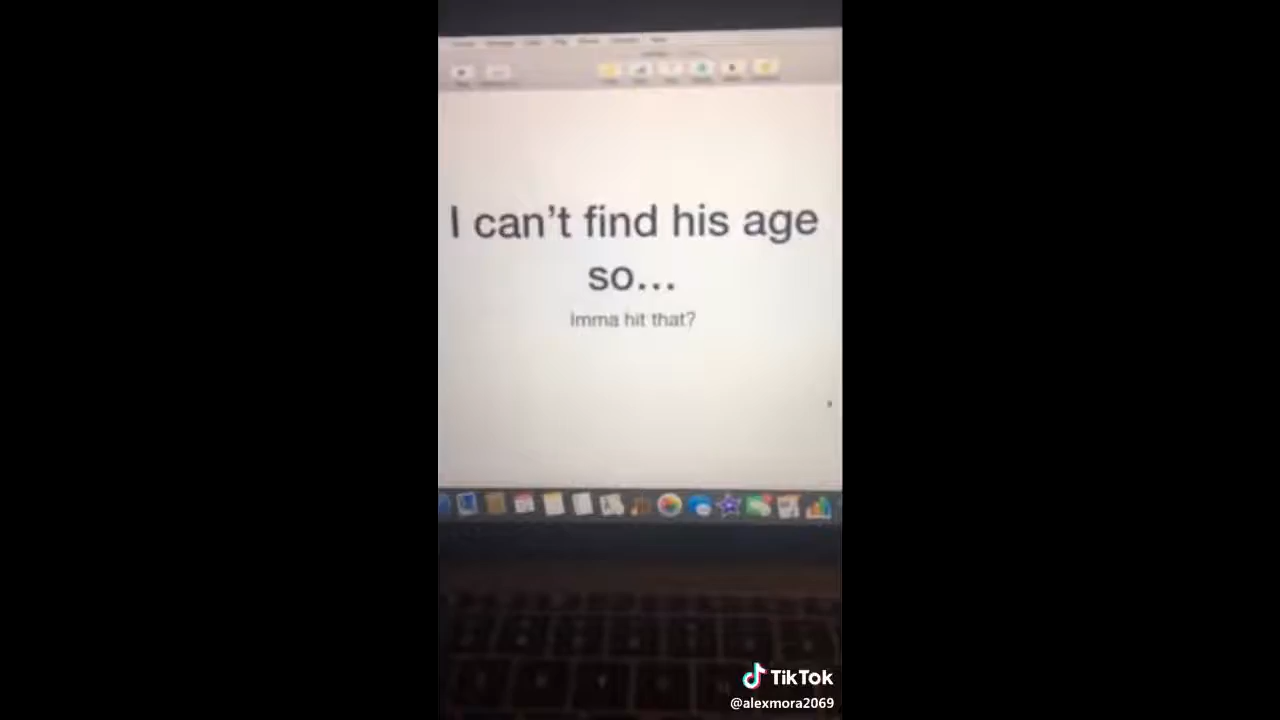 I can't find his age
so...
Imma hit that?
TikTok
@alexmora2069